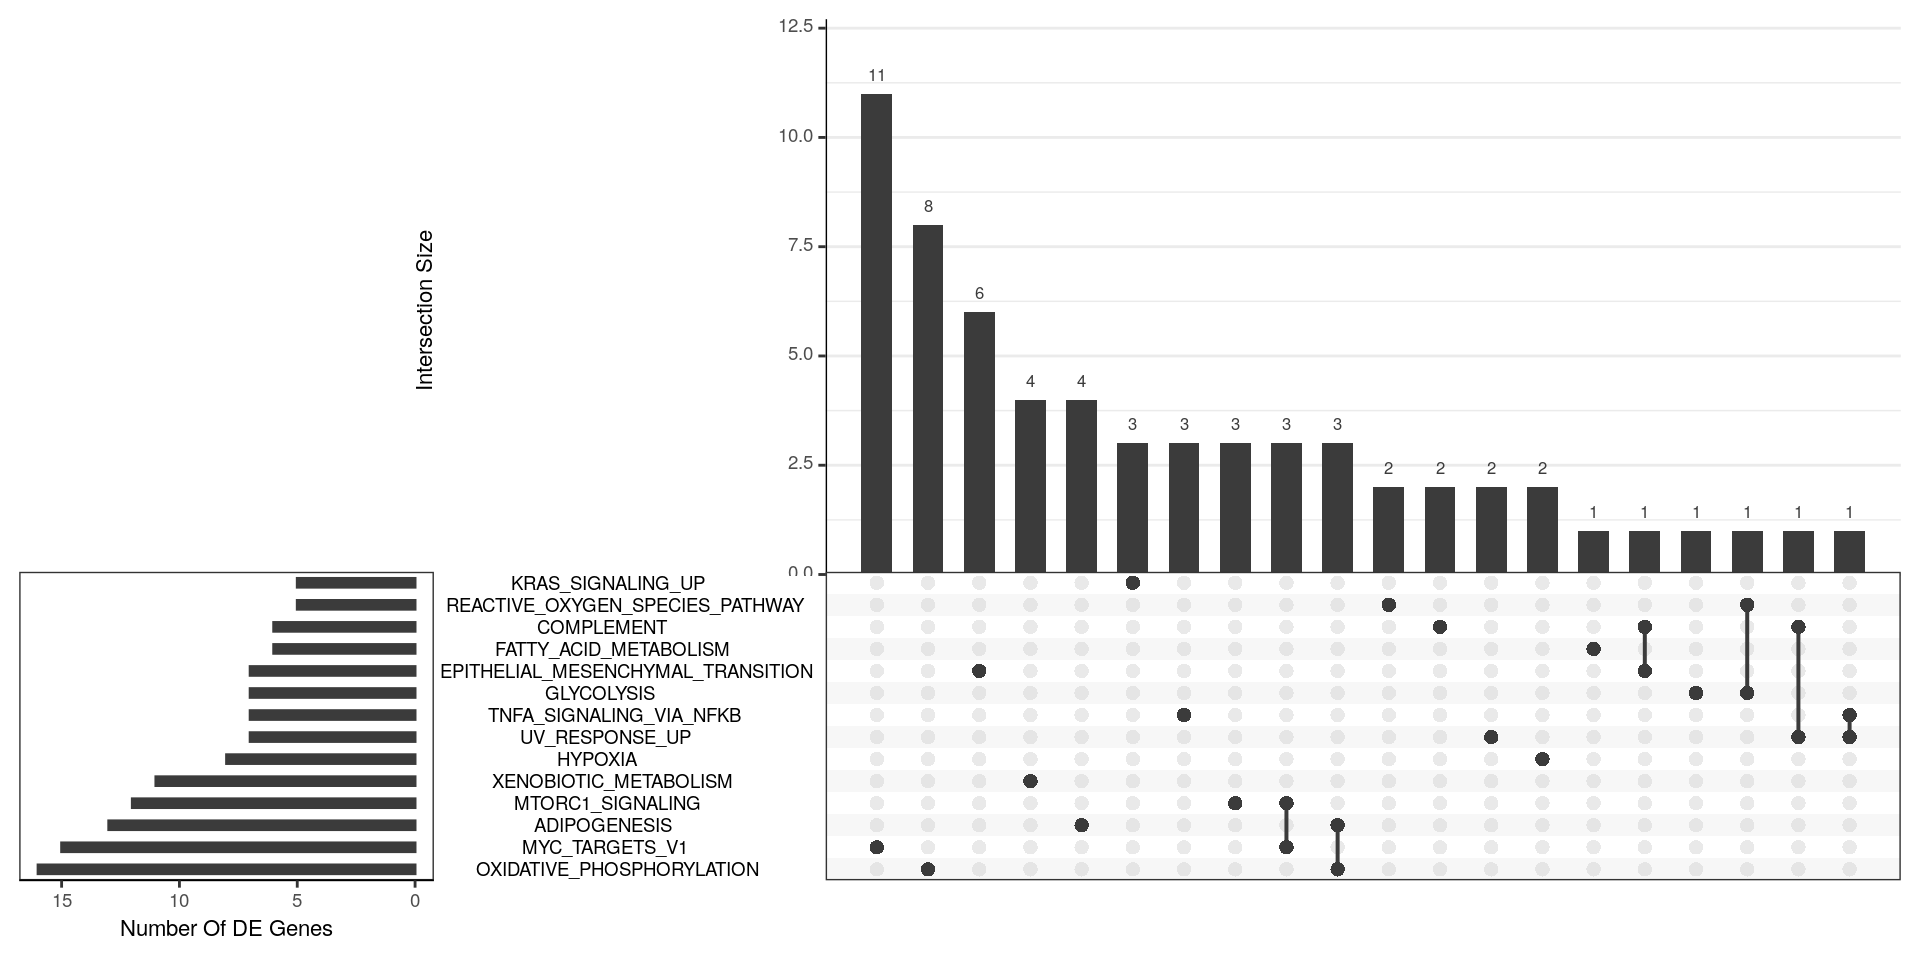 12.5
10.0
7.5
5.0
2.5
0.0
Intersection Size
11
8
6
4
4
3
3
3
3
3
2
2
2
2
1
1
1
1
1
1
KRAS_SIGNALING_UP
REACTIVE_OXYGEN_SPECIES_PATHWAY
COMPLEMENT
FATTY_ACID_METABOLISM
EPITHELIAL_MESENCHYMAL_TRANSITION
GLYCOLYSIS
TNFA_SIGNALING_VIA_NFKB
UV_RESPONSE_UP
HYPOXIA
XENOBIOTIC_METABOLISM
MTORC1_SIGNALING
ADIPOGENESIS
MYC_TARGETS_V1
OXIDATIVE_PHOSPHORYLATION
15 10 5 0
Number Of DE Genes